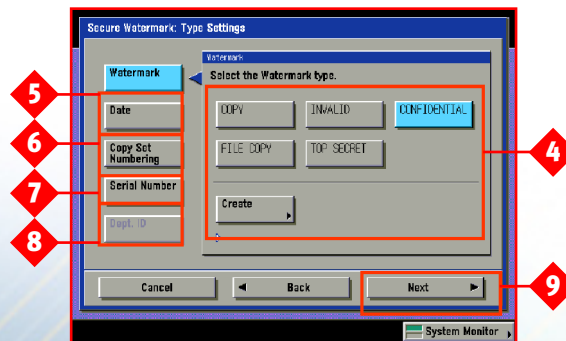 Secure Watermark: Type Settings
Watermark
Watermark
Select the Watermark type.
5
Date
COPY
INVALID
CONFIDENTIAL
6
Copy Set
Numbering
FILE COPY
TOP SECRET
4
7
Serial Number
Create
8
Dept. ID
Cancel
Back
Next
9
System Monitor